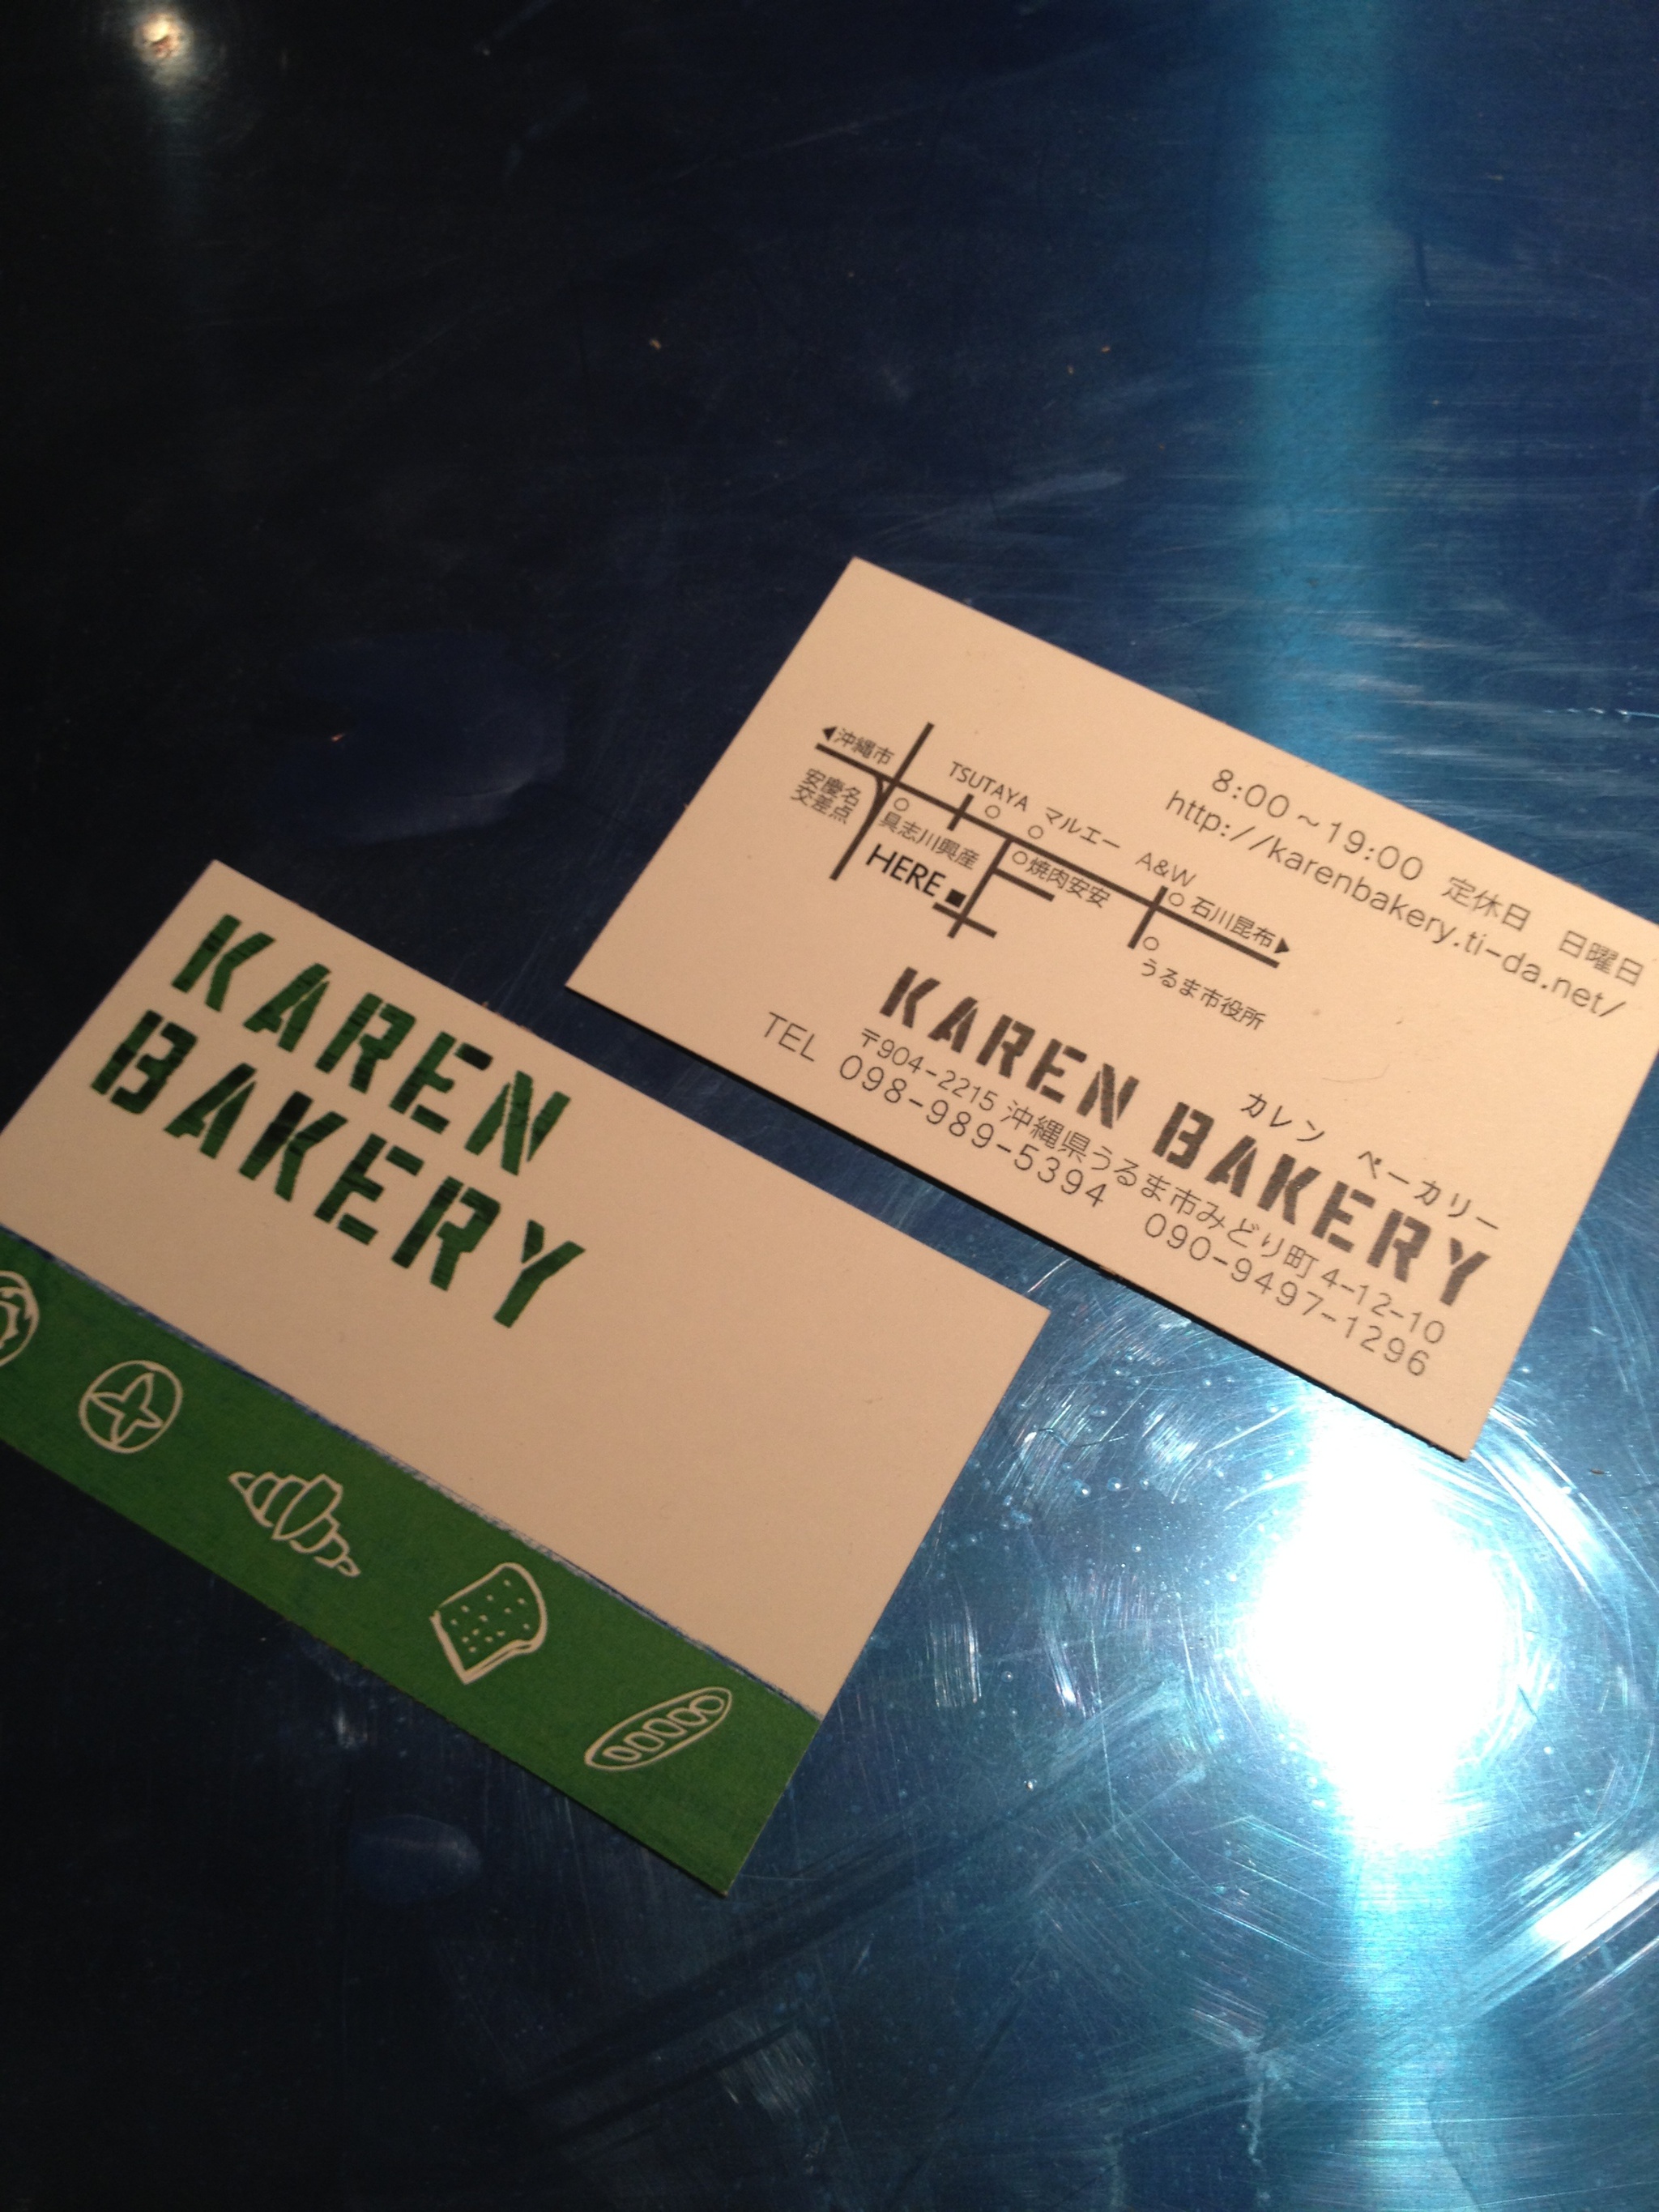 KAREN
BAKERY
8:00～19:00 定休日 日曜日
http://karenbakery.ti-da.net/
沖縄市
安慶名
交差点
TSUTAYA
マルエー
A&W
具志川興産
焼肉安安
石川昆布
HERE
うるま市役所
カレン ベーカリー
KAREN BAKERY
〒904-2215 沖縄県うるま市みどり町4-12-10
TEL 098-989-5394 090-9497-1296